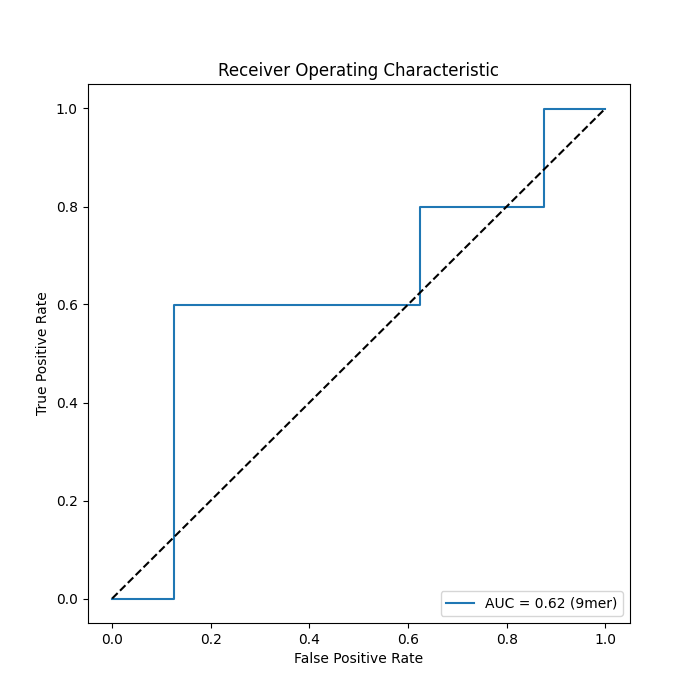 Receiver Operating Characteristic
1.0
0.8
0.6
0.4
0.2
0.0
True Positive Rate
AUC = 0.62 (9mer)
0.0 0.2 0.4 0.6 0.8 1.0
False Positive Rate